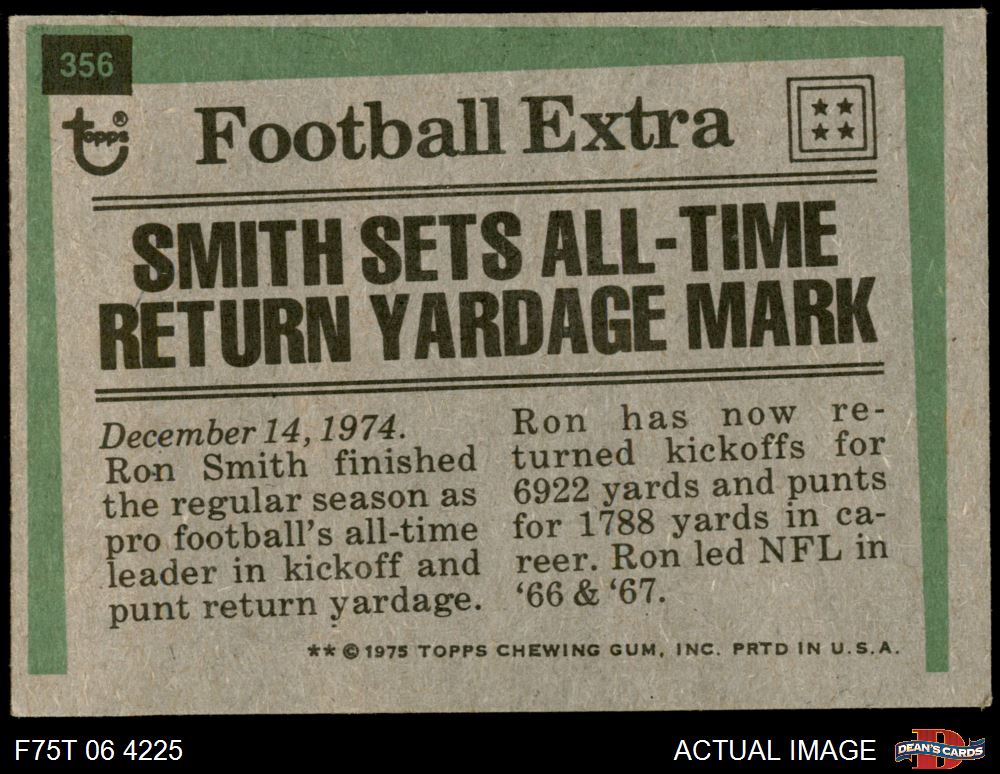 356
topps®
Football Extra
SMITH SETS ALL-TIME
RETURN YARDAGE MARK
December 14, 1974.
Ron Smith finished
the regular season as
pro football's all-time
leader in kickoff and
punt return yardage.
Ron has now re-
turned kickoffs for
6922 yards and punts
for 1788 yards in ca-
reer. Ron led NFL in
'66 & '67.
** © 1975 TOPPS CHEWING GUM, INC. PRTD IN U.S.A.
F75T 06 4225
ACTUAL IMAGE
DEAN'S CARDS